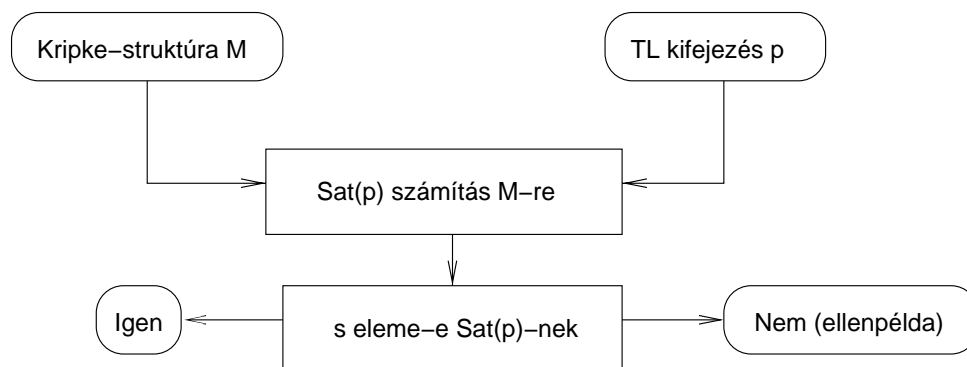 Kripke−struktúra M
TL kifejezés p
Sat(p) számítás M−re
Igen
s eleme−e Sat(p)−nek
Nem (ellenpélda)